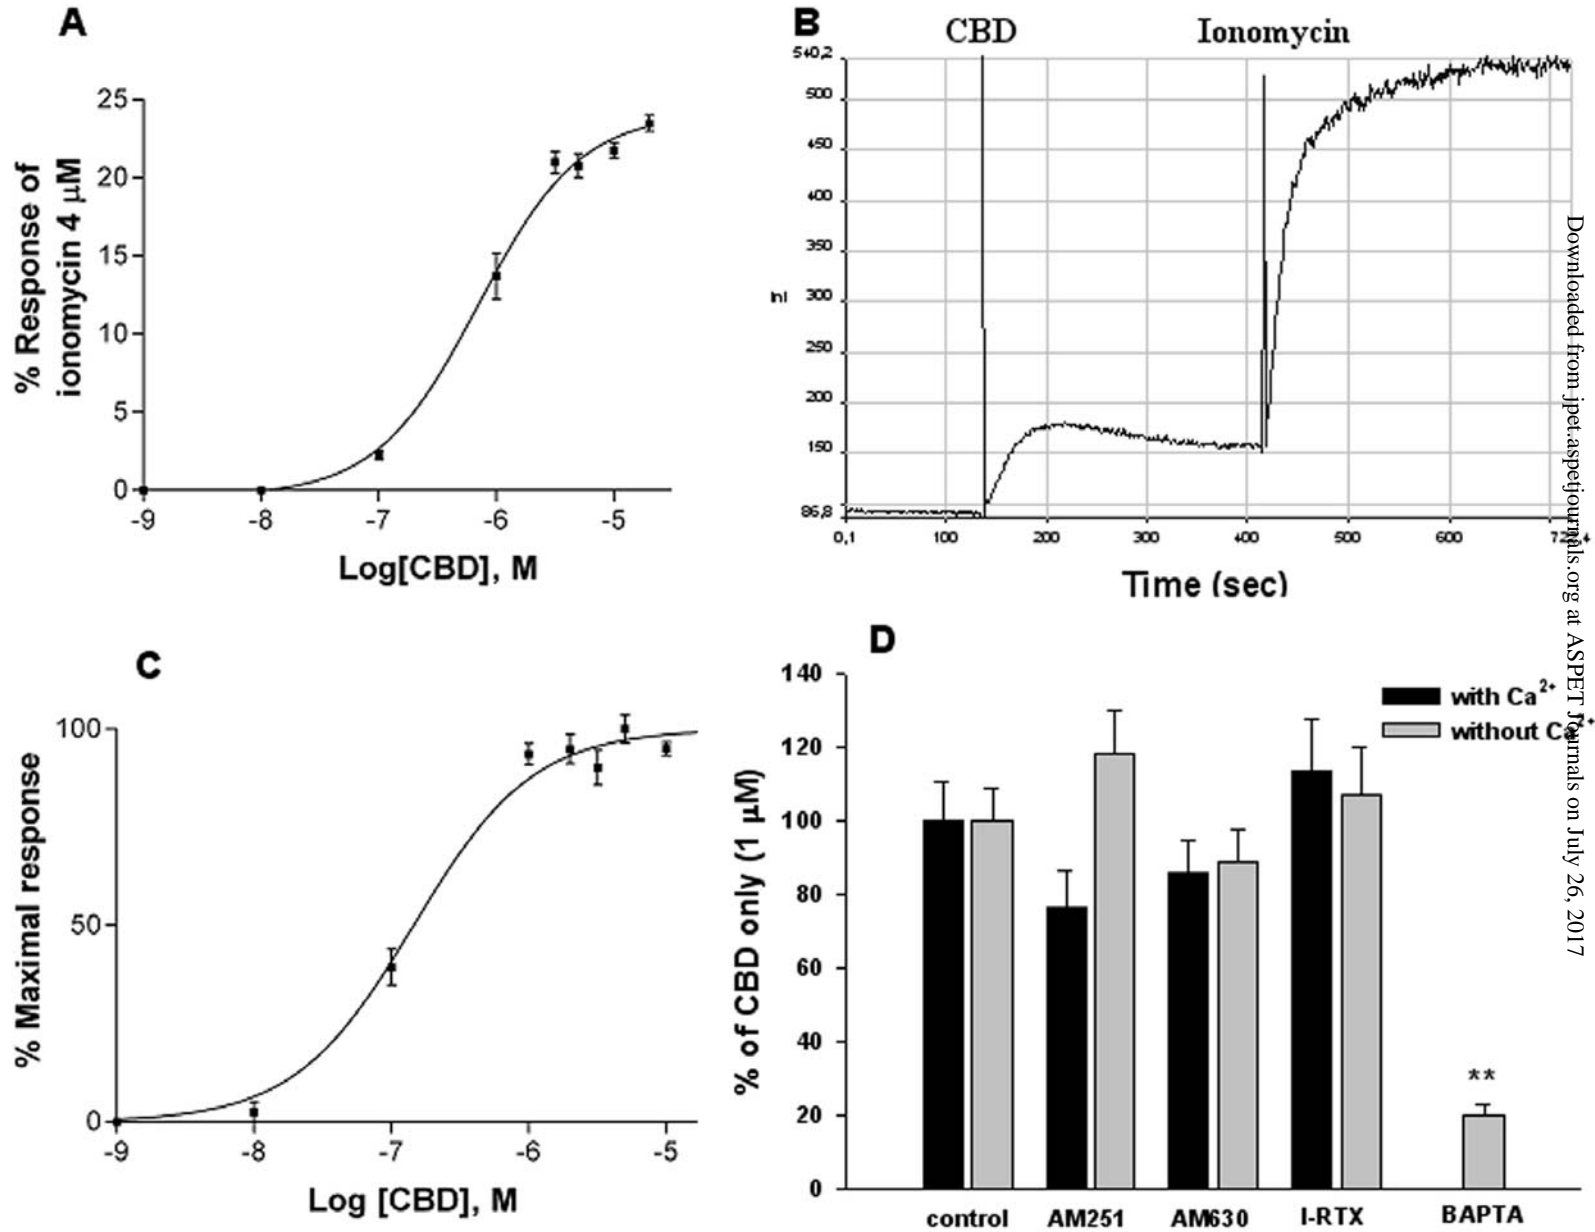 A
% Response of
ionomycin 4 µM
25
20
15
10
5
0
-9 -8 -7 -6 -5
Log[CBD], M
B
CBD Ionomycin
540,2
500
450
400
350
300
250
200
150
86,8
Int
0,1 100 200 300 400 500 600
Time (sec)
C
% Maximal response
100
50
0
-9 -8 -7 -6 -5
Log [CBD], M
D
% of CBD only (1 µM)
140
120
100
80
60
40
20
0
with Ca2+
without Ca2+
**
control AM251 AM630 I-RTX BAPTA
Downloaded from jpet.aspetjournals.org at ASPET Journals on July 26, 2017